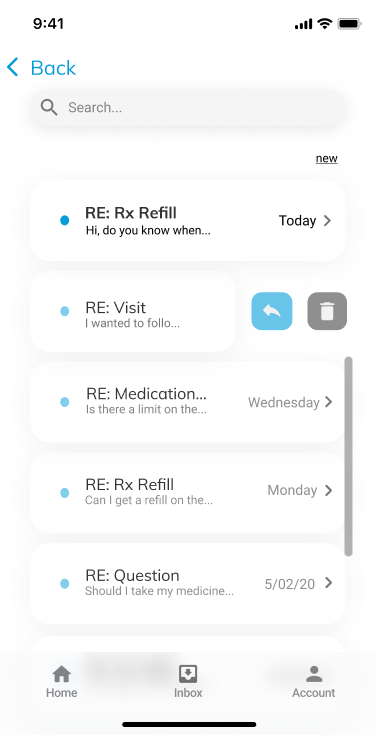 9:41
Back
Search...
new
RE: Rx Refill
Today
Hi, do you know when...
RE: Visit
I wanted to follo...
RE: Medication...
Wednesday
Is there a limit on the...
RE: Rx Refill
Monday
Can I get a refill on the...
RE: Question
5/02/20
Should I take my medicine...
Home
Inbox
Account